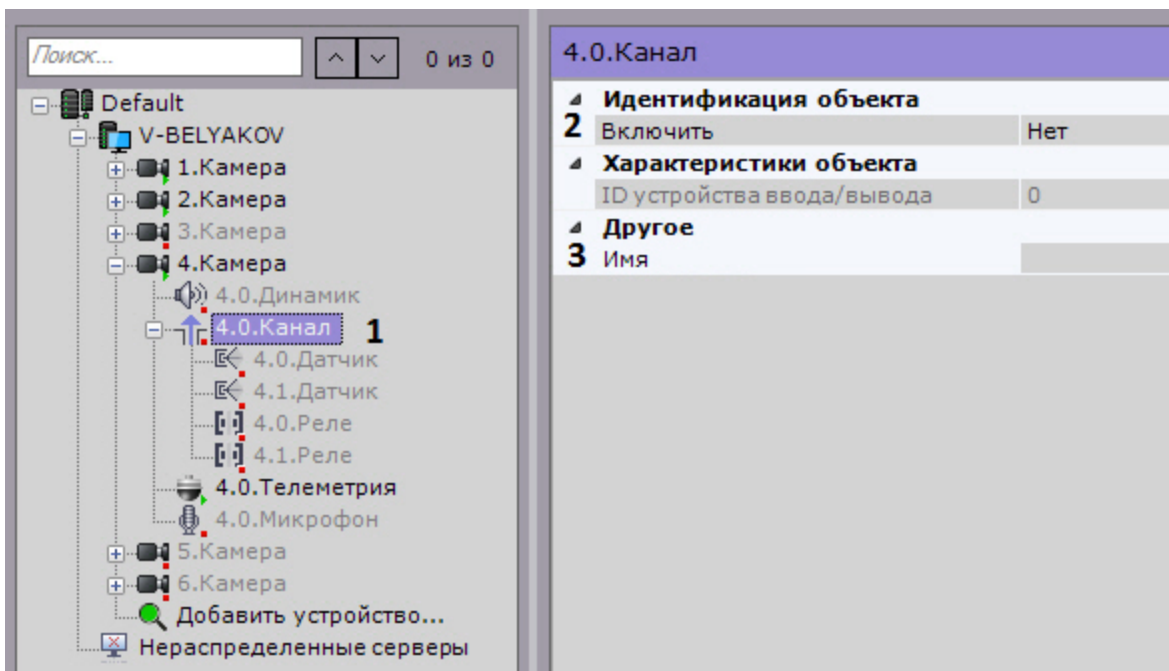 Поиск...
0 из 0
Default
V-BELYAKOV
1.Камера
2.Камера
3.Камера
4.Камера
4.0.Динамик
4.0.Канал 1
4.0.Датчик
4.1.Датчик
4.0.Реле
4.1.Реле
4.0.Телеметрия
4.0.Микрофон
5.Камера
6.Камера
Добавить устройство...
Нераспределенные серверы
4.0.Канал
Идентификация объекта
2 Включить Нет
Характеристики объекта
ID устройства ввода/вывода 0
Другое
3 Имя